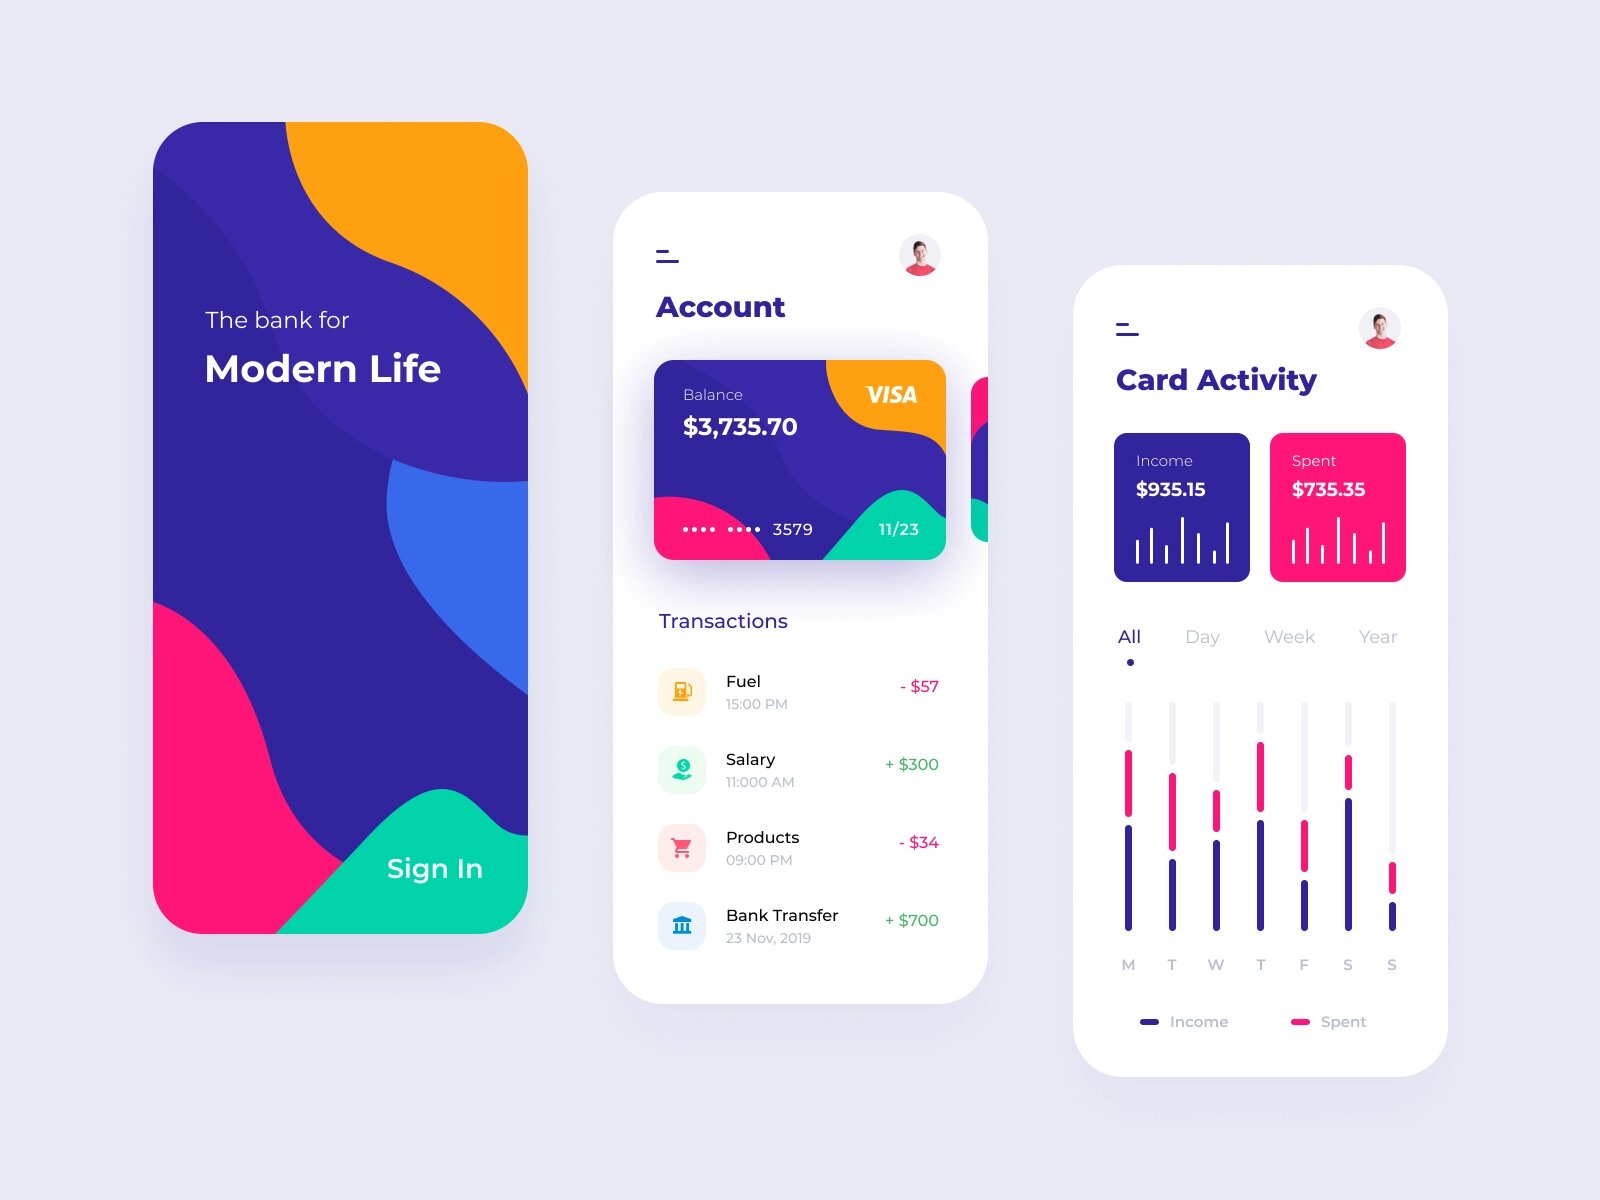 The bank for
Modern Life
Sign In
Account
Balance
VISA
$3,735.70
•••• •••• 3579
11/23
Transactions
Fuel
15:00 PM
- $57
Salary
11:000 AM
+ $300
Products
09:00 PM
- $34
Bank Transfer
23 Nov, 2019
+ $700
Card Activity
Income
$935.15
Spent
$735.35
All Day Week Year
M T W T F S S
Income Spent